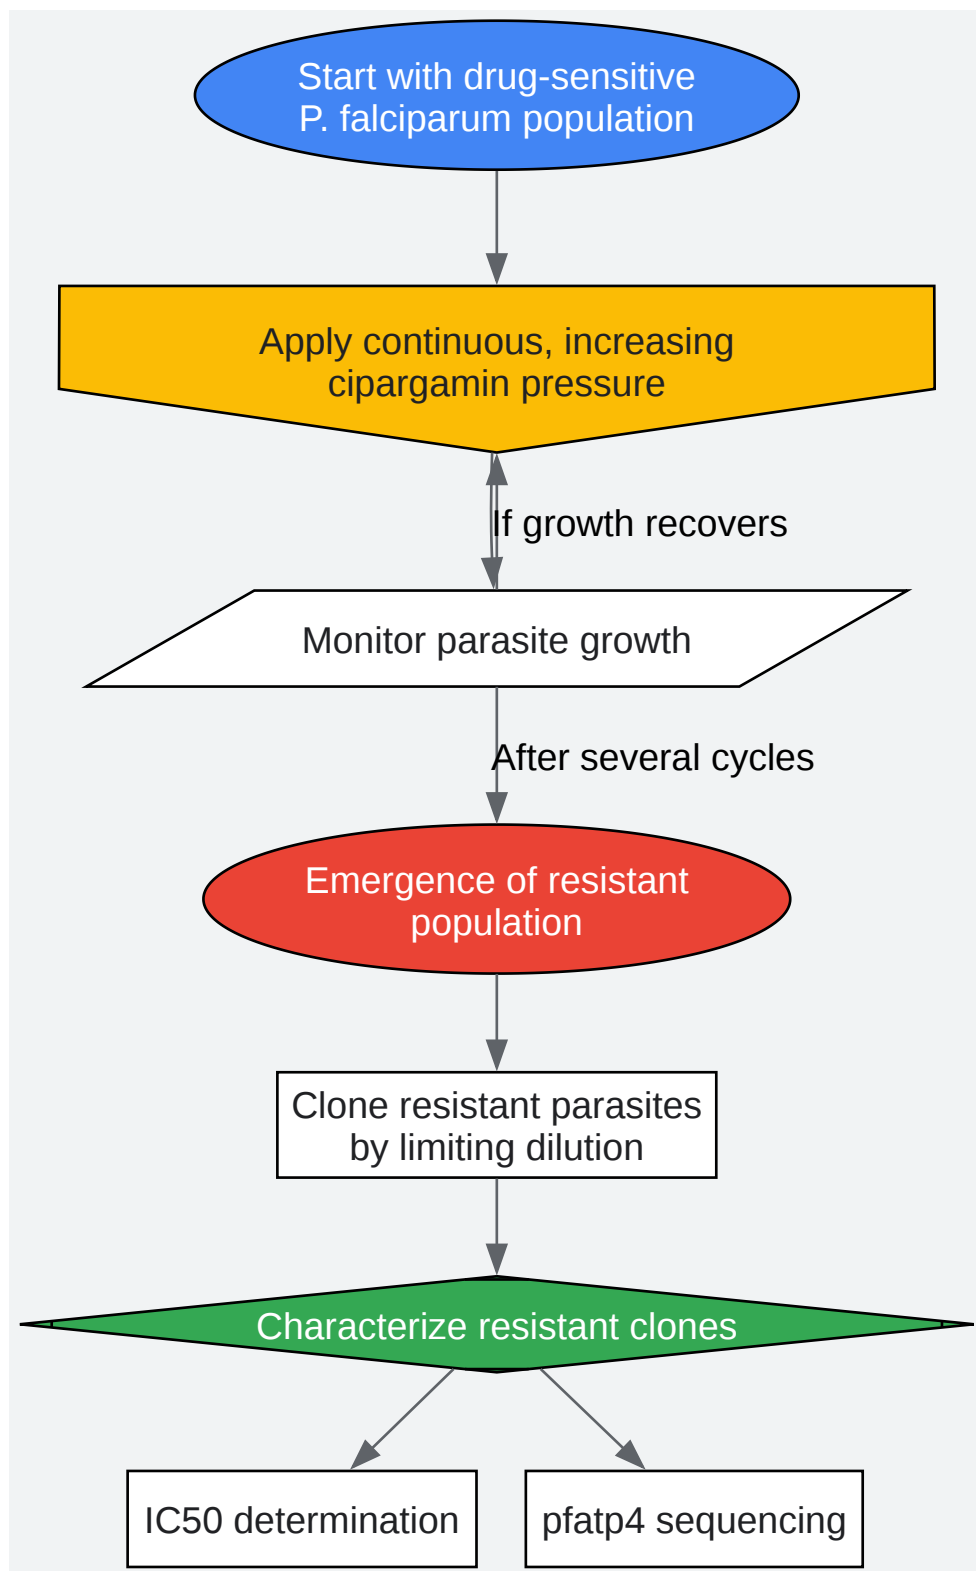 Start with drug-sensitive
P. falciparum population
Apply continuous, increasing
cipargamin pressure
If growth recovers
Monitor parasite growth
After several cycles
Emergence of resistant
population
Clone resistant parasites
by limiting dilution
Characterize resistant clones
IC50 determination
pfatp4 sequencing